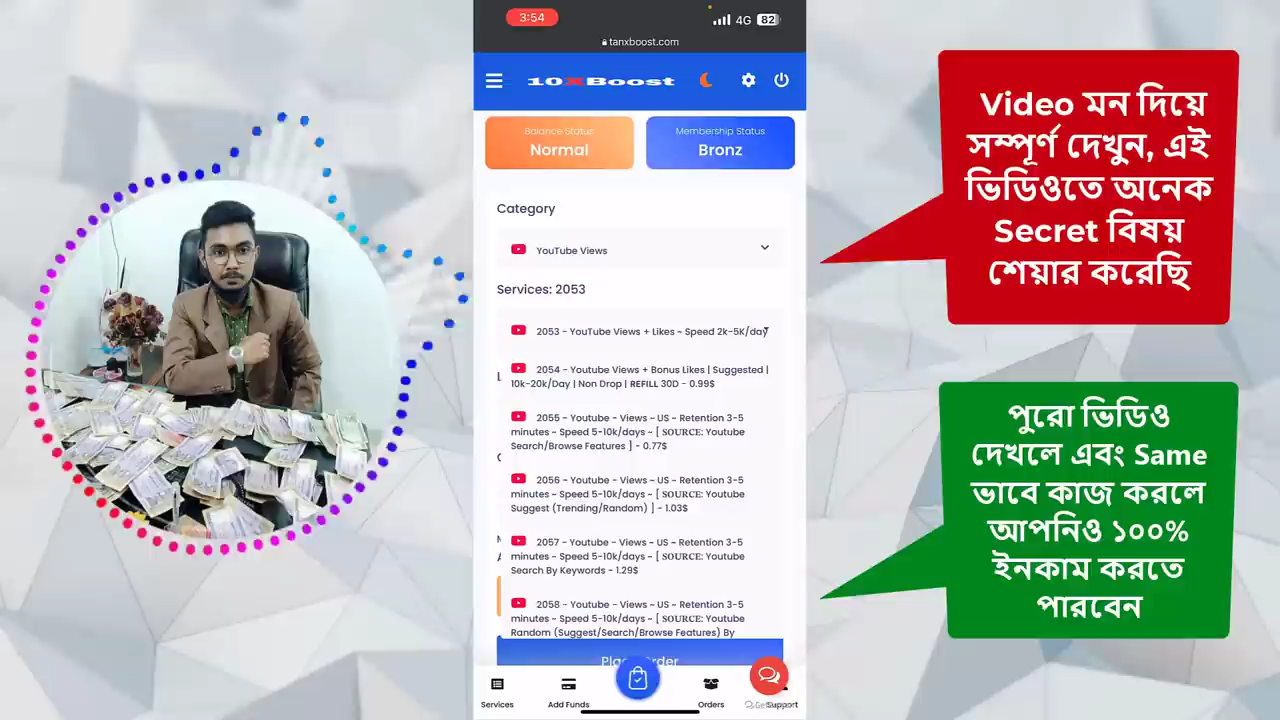 3:54
4G
82
tanxboost.com
10XBoost
Balance Status
Normal
Membership Status
Bronz
Category
YouTube Views
Services: 2053
2053 - YouTube Views + Likes ~ Speed 2k-5K/day
2054 - Youtube Views + Bonus Likes | Suggested |
10k-20k/Day | Non Drop | REFILL 30D - 0.99$
2055 - Youtube - Views ~ US ~ Retention 3-5
minutes ~ Speed 5-10k/days ~ [ SOURCE: Youtube
Search/Browse Features ] - 0.77$
2056 - Youtube - Views ~ US ~ Retention 3-5
minutes ~ Speed 5-10k/days ~ [ SOURCE: Youtube
Suggest (Trending/Random) ] - 1.03$
2057 - Youtube - Views ~ US ~ Retention 3-5
minutes ~ Speed 5-10k/days ~ [ SOURCE: Youtube
Search By Keywords - 1.29$
2058 - Youtube - Views ~ US ~ Retention 3-5
minutes ~ Speed 5-10k/days ~ [ SOURCE: Youtube
Random (Suggest/Search/Browse Features) By
Services
Add Funds
Orders
Support
Video মন দিয়ে
সম্পূর্ণ দেখুন, এই
ভিডিওতে অনেক
Secret বিষয়
শেয়ার করেছি
পুরো ভিডিও
দেখলে এবং Same
ভাবে কাজ করলে
আপনিও ১০০%
ইনকাম করতে
পারবেন